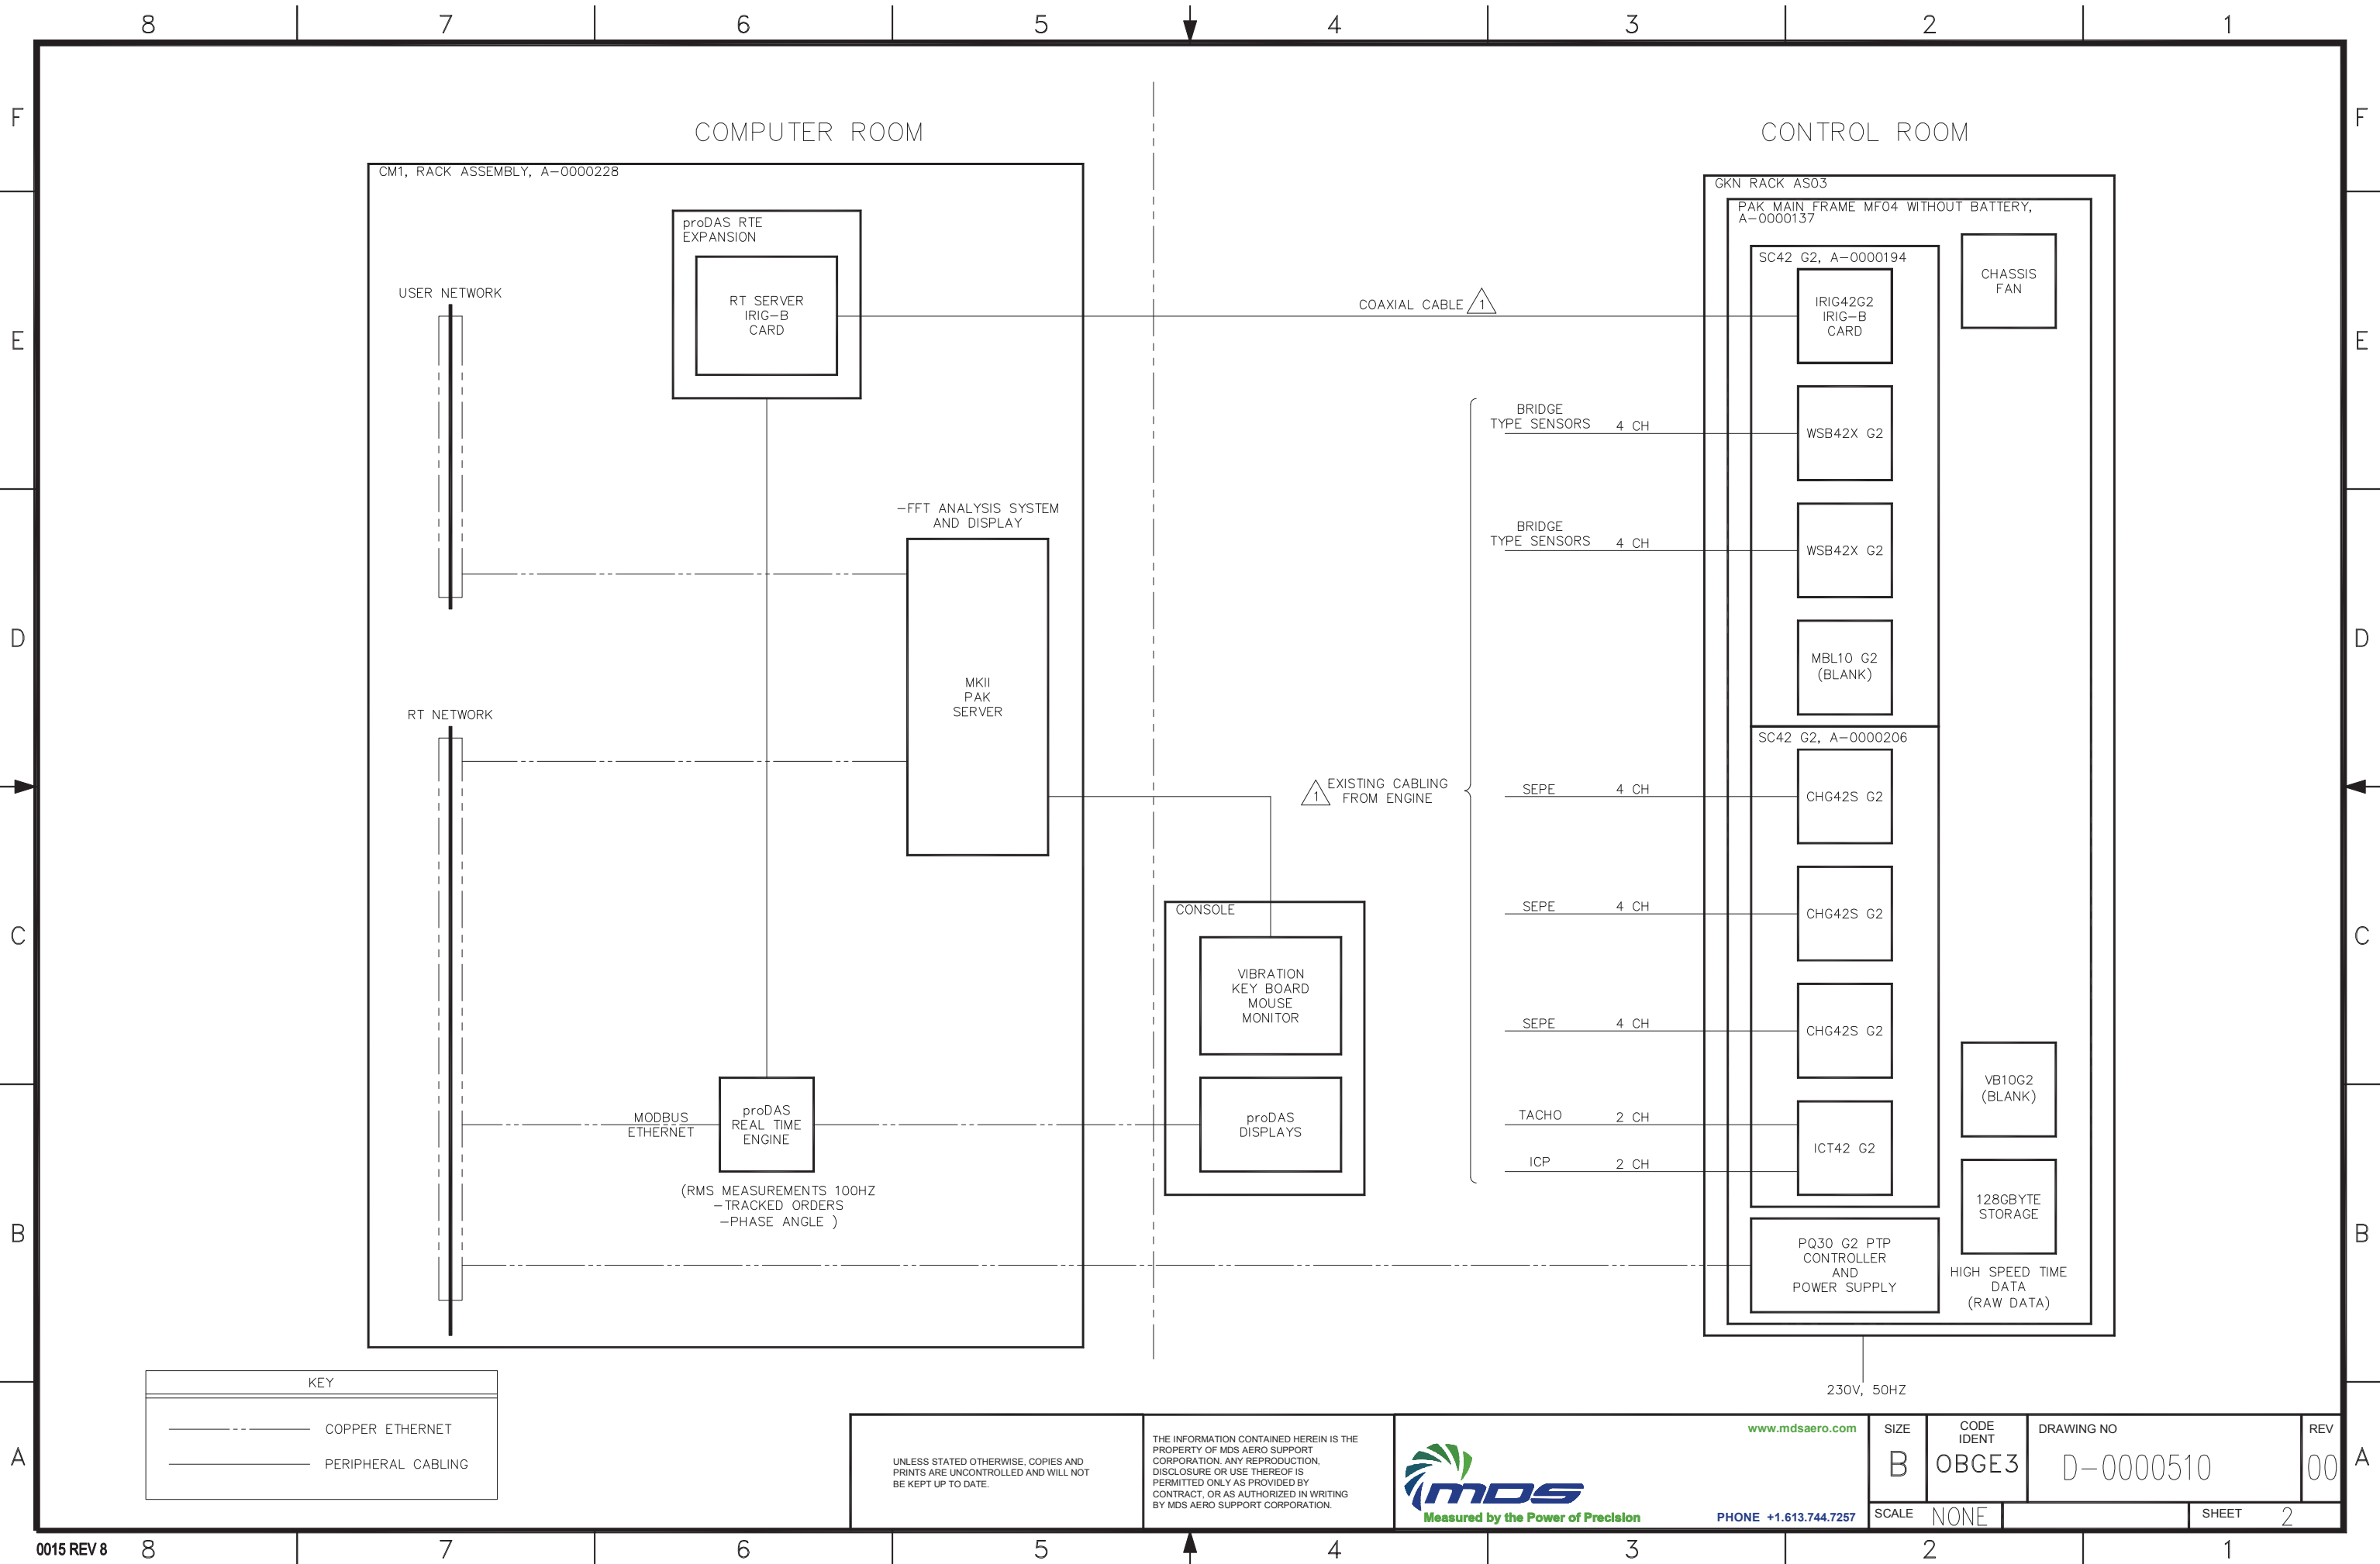 8 7 6 5 4 3 2 1
F
E
D
C
B
A
F
E
D
C
B
A
COMPUTER ROOM
CM1, RACK ASSEMBLY, A-0000228
proDAS RTE
EXPANSION
RT SERVER
IRIG-B
CARD
USER NETWORK
-FFT ANALYSIS SYSTEM
AND DISPLAY
MKII
PAK
SERVER
RT NETWORK
MODBUS
ETHERNET
proDAS
REAL TIME
ENGINE
(RMS MEASUREMENTS 100HZ
-TRACKED ORDERS
-PHASE ANGLE )
CONSOLE
VIBRATION
KEY BOARD
MOUSE
MONITOR
proDAS
DISPLAYS
COAXIAL CABLE 1
1 EXISTING CABLING
FROM ENGINE
BRIDGE
TYPE SENSORS 4 CH
BRIDGE
TYPE SENSORS 4 CH
SEPE 4 CH
SEPE 4 CH
SEPE 4 CH
TACHO 2 CH
ICP 2 CH
CONTROL ROOM
GKN RACK AS03
PAK MAIN FRAME MF04 WITHOUT BATTERY,
A-0000137
SC42 G2, A-0000194
IRIG42G2
IRIG-B
CARD
CHASSIS
FAN
WSB42X G2
WSB42X G2
MBL10 G2
(BLANK)
SC42 G2, A-0000206
CHG42S G2
CHG42S G2
CHG42S G2
ICT42 G2
VB10G2
(BLANK)
128GBYTE
STORAGE
HIGH SPEED TIME
DATA
(RAW DATA)
PQ30 G2 PTP
CONTROLLER
AND
POWER SUPPLY
230V, 50HZ
KEY
COPPER ETHERNET
PERIPHERAL CABLING
UNLESS STATED OTHERWISE, COPIES AND
PRINTS ARE UNCONTROLLED AND WILL NOT
BE KEPT UP TO DATE.
THE INFORMATION CONTAINED HEREIN IS THE
PROPERTY OF MDS AERO SUPPORT
CORPORATION. ANY REPRODUCTION,
DISCLOSURE OR USE THEREOF IS
PERMITTED ONLY AS PROVIDED BY
CONTRACT, OR AS AUTHORIZED IN WRITING
BY MDS AERO SUPPORT CORPORATION.
www.mdsaero.com
mDS
Measured by the Power of Precision
PHONE +1.613.744.7257
SIZE
B
CODE
IDENT
OBGE3
DRAWING NO
D-0000510
REV
00
SCALE NONE
SHEET 2
0015 REV 8
8 7 6 5 4 3 2 1